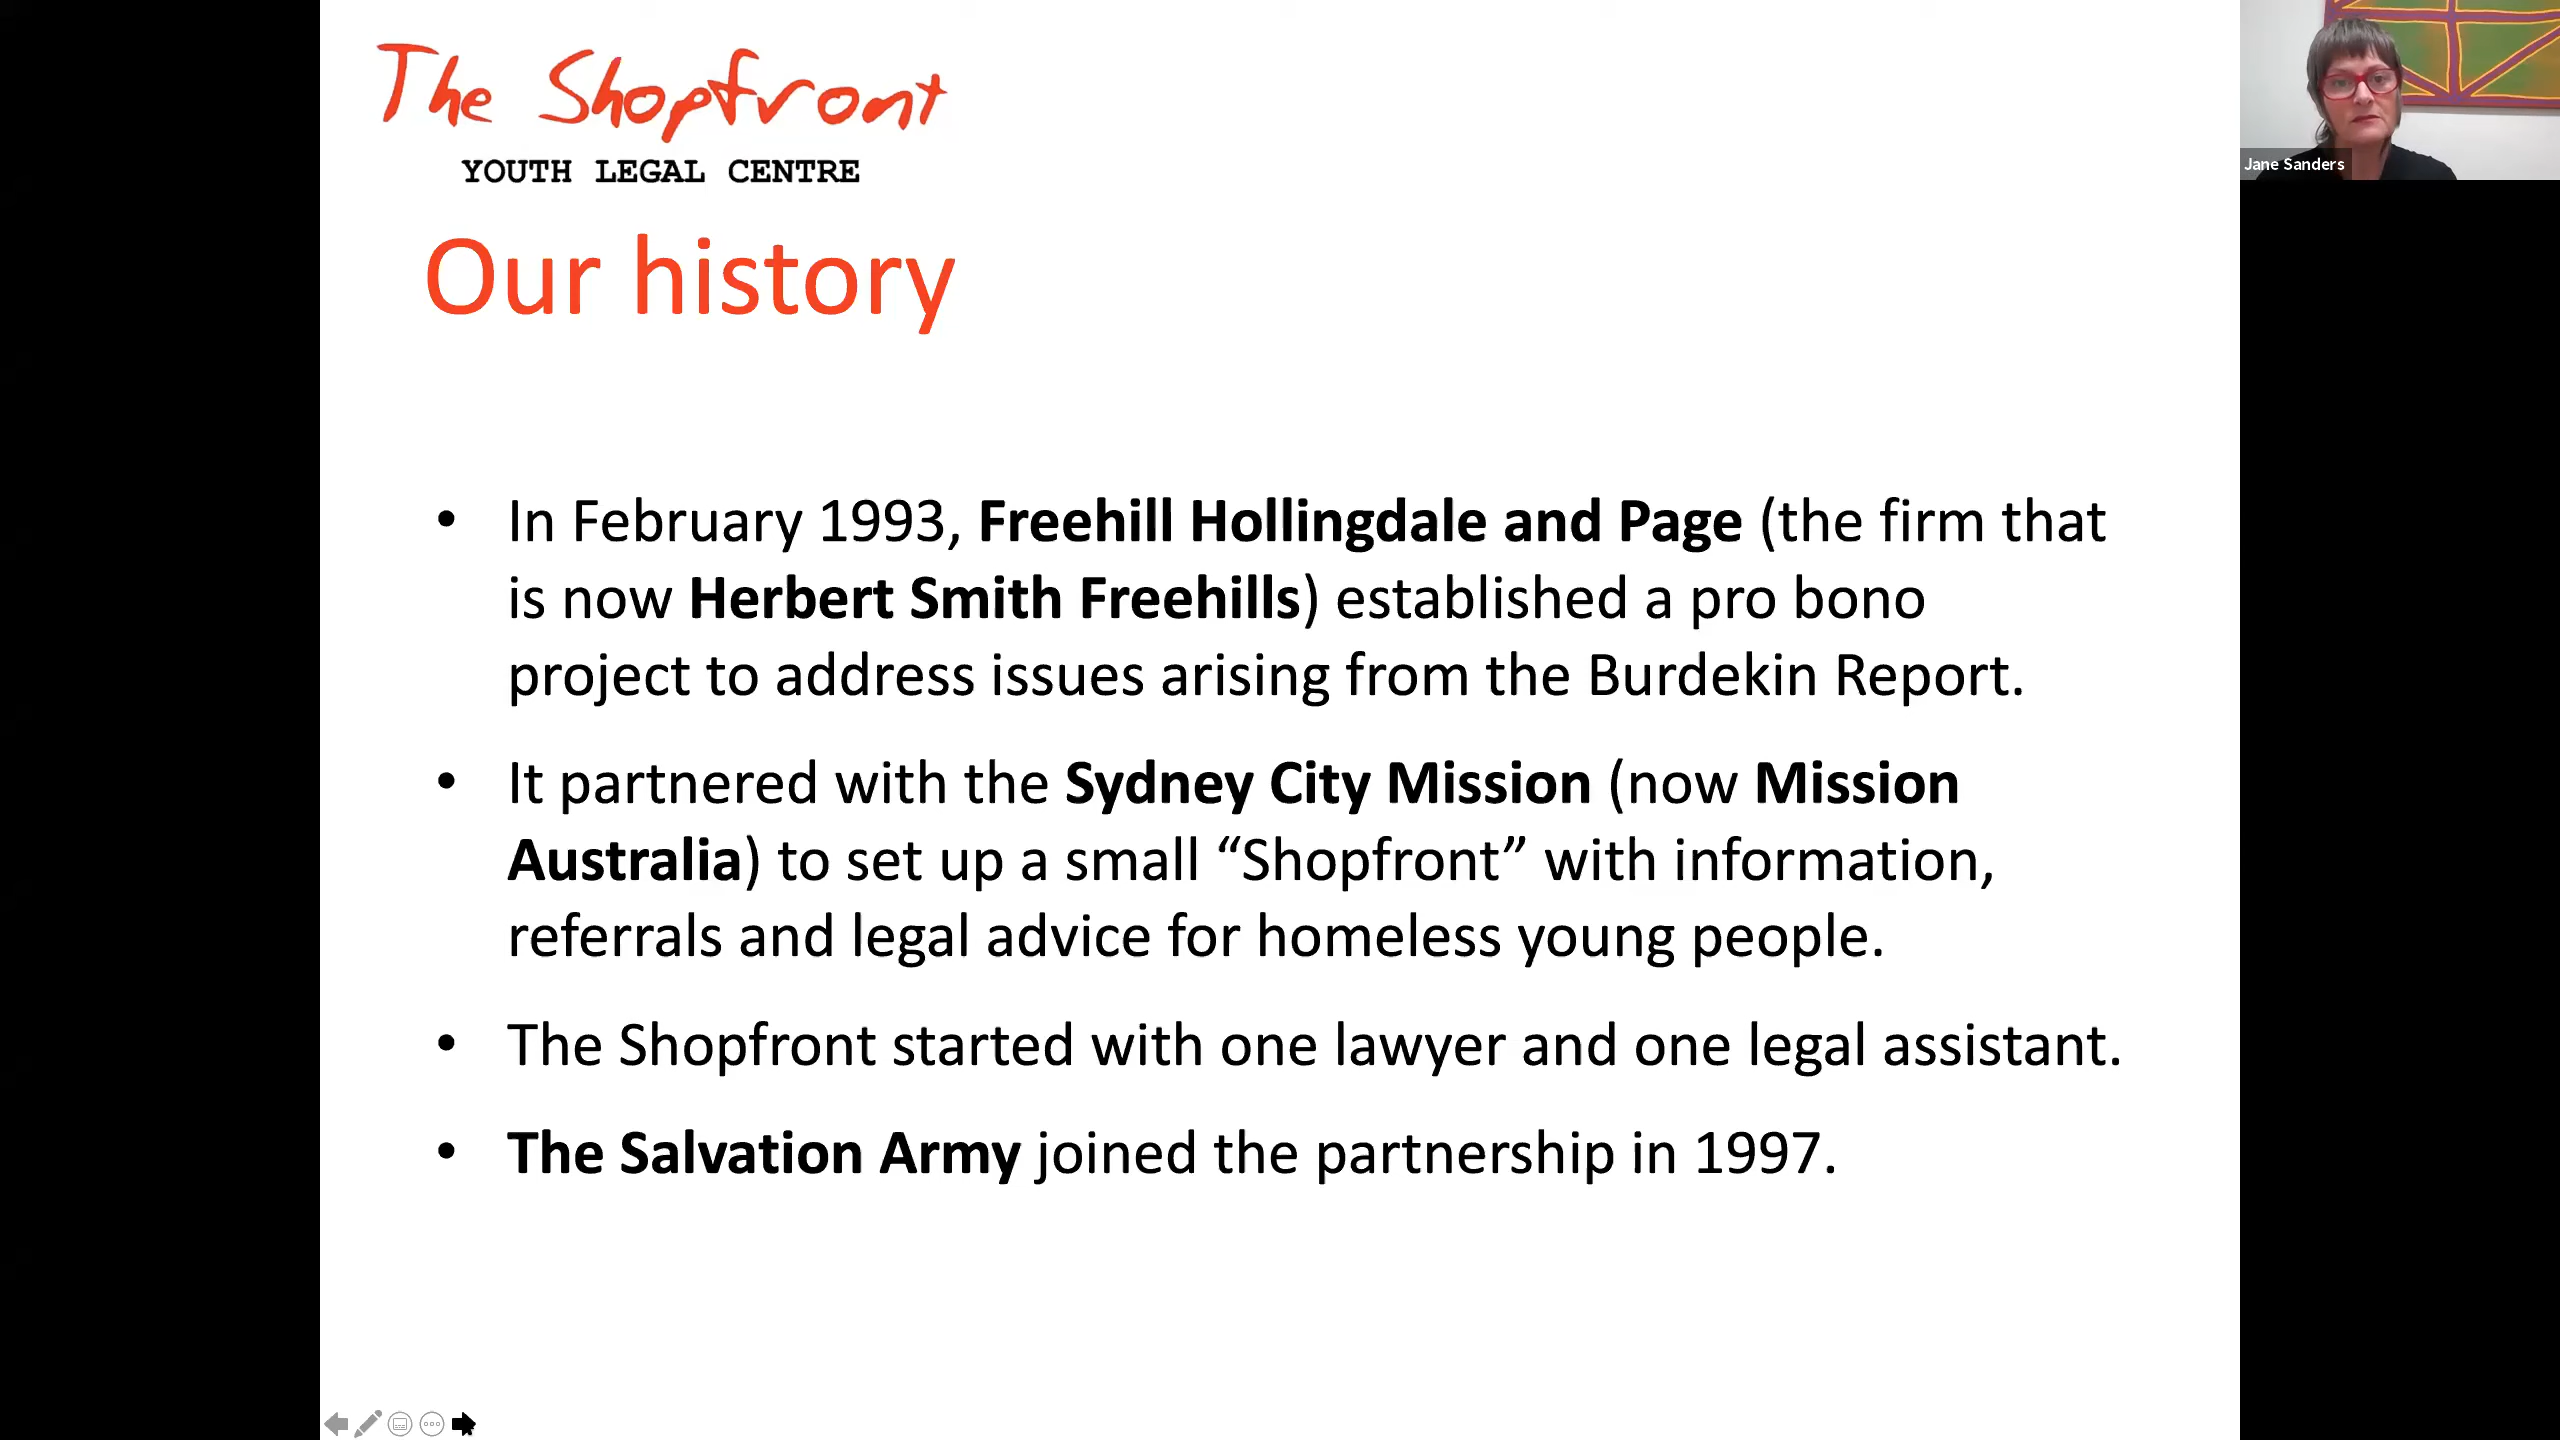 The Shopfront
YOUTH LEGAL CENTRE
Jane Sanders
Our history
• In February 1993, Freehill Hollingdale and Page (the firm that
is now Herbert Smith Freehills) established a pro bono
project to address issues arising from the Burdekin Report.
• It partnered with the Sydney City Mission (now Mission
Australia) to set up a small “Shopfront” with information,
referrals and legal advice for homeless young people.
• The Shopfront started with one lawyer and one legal assistant.
• The Salvation Army joined the partnership in 1997.